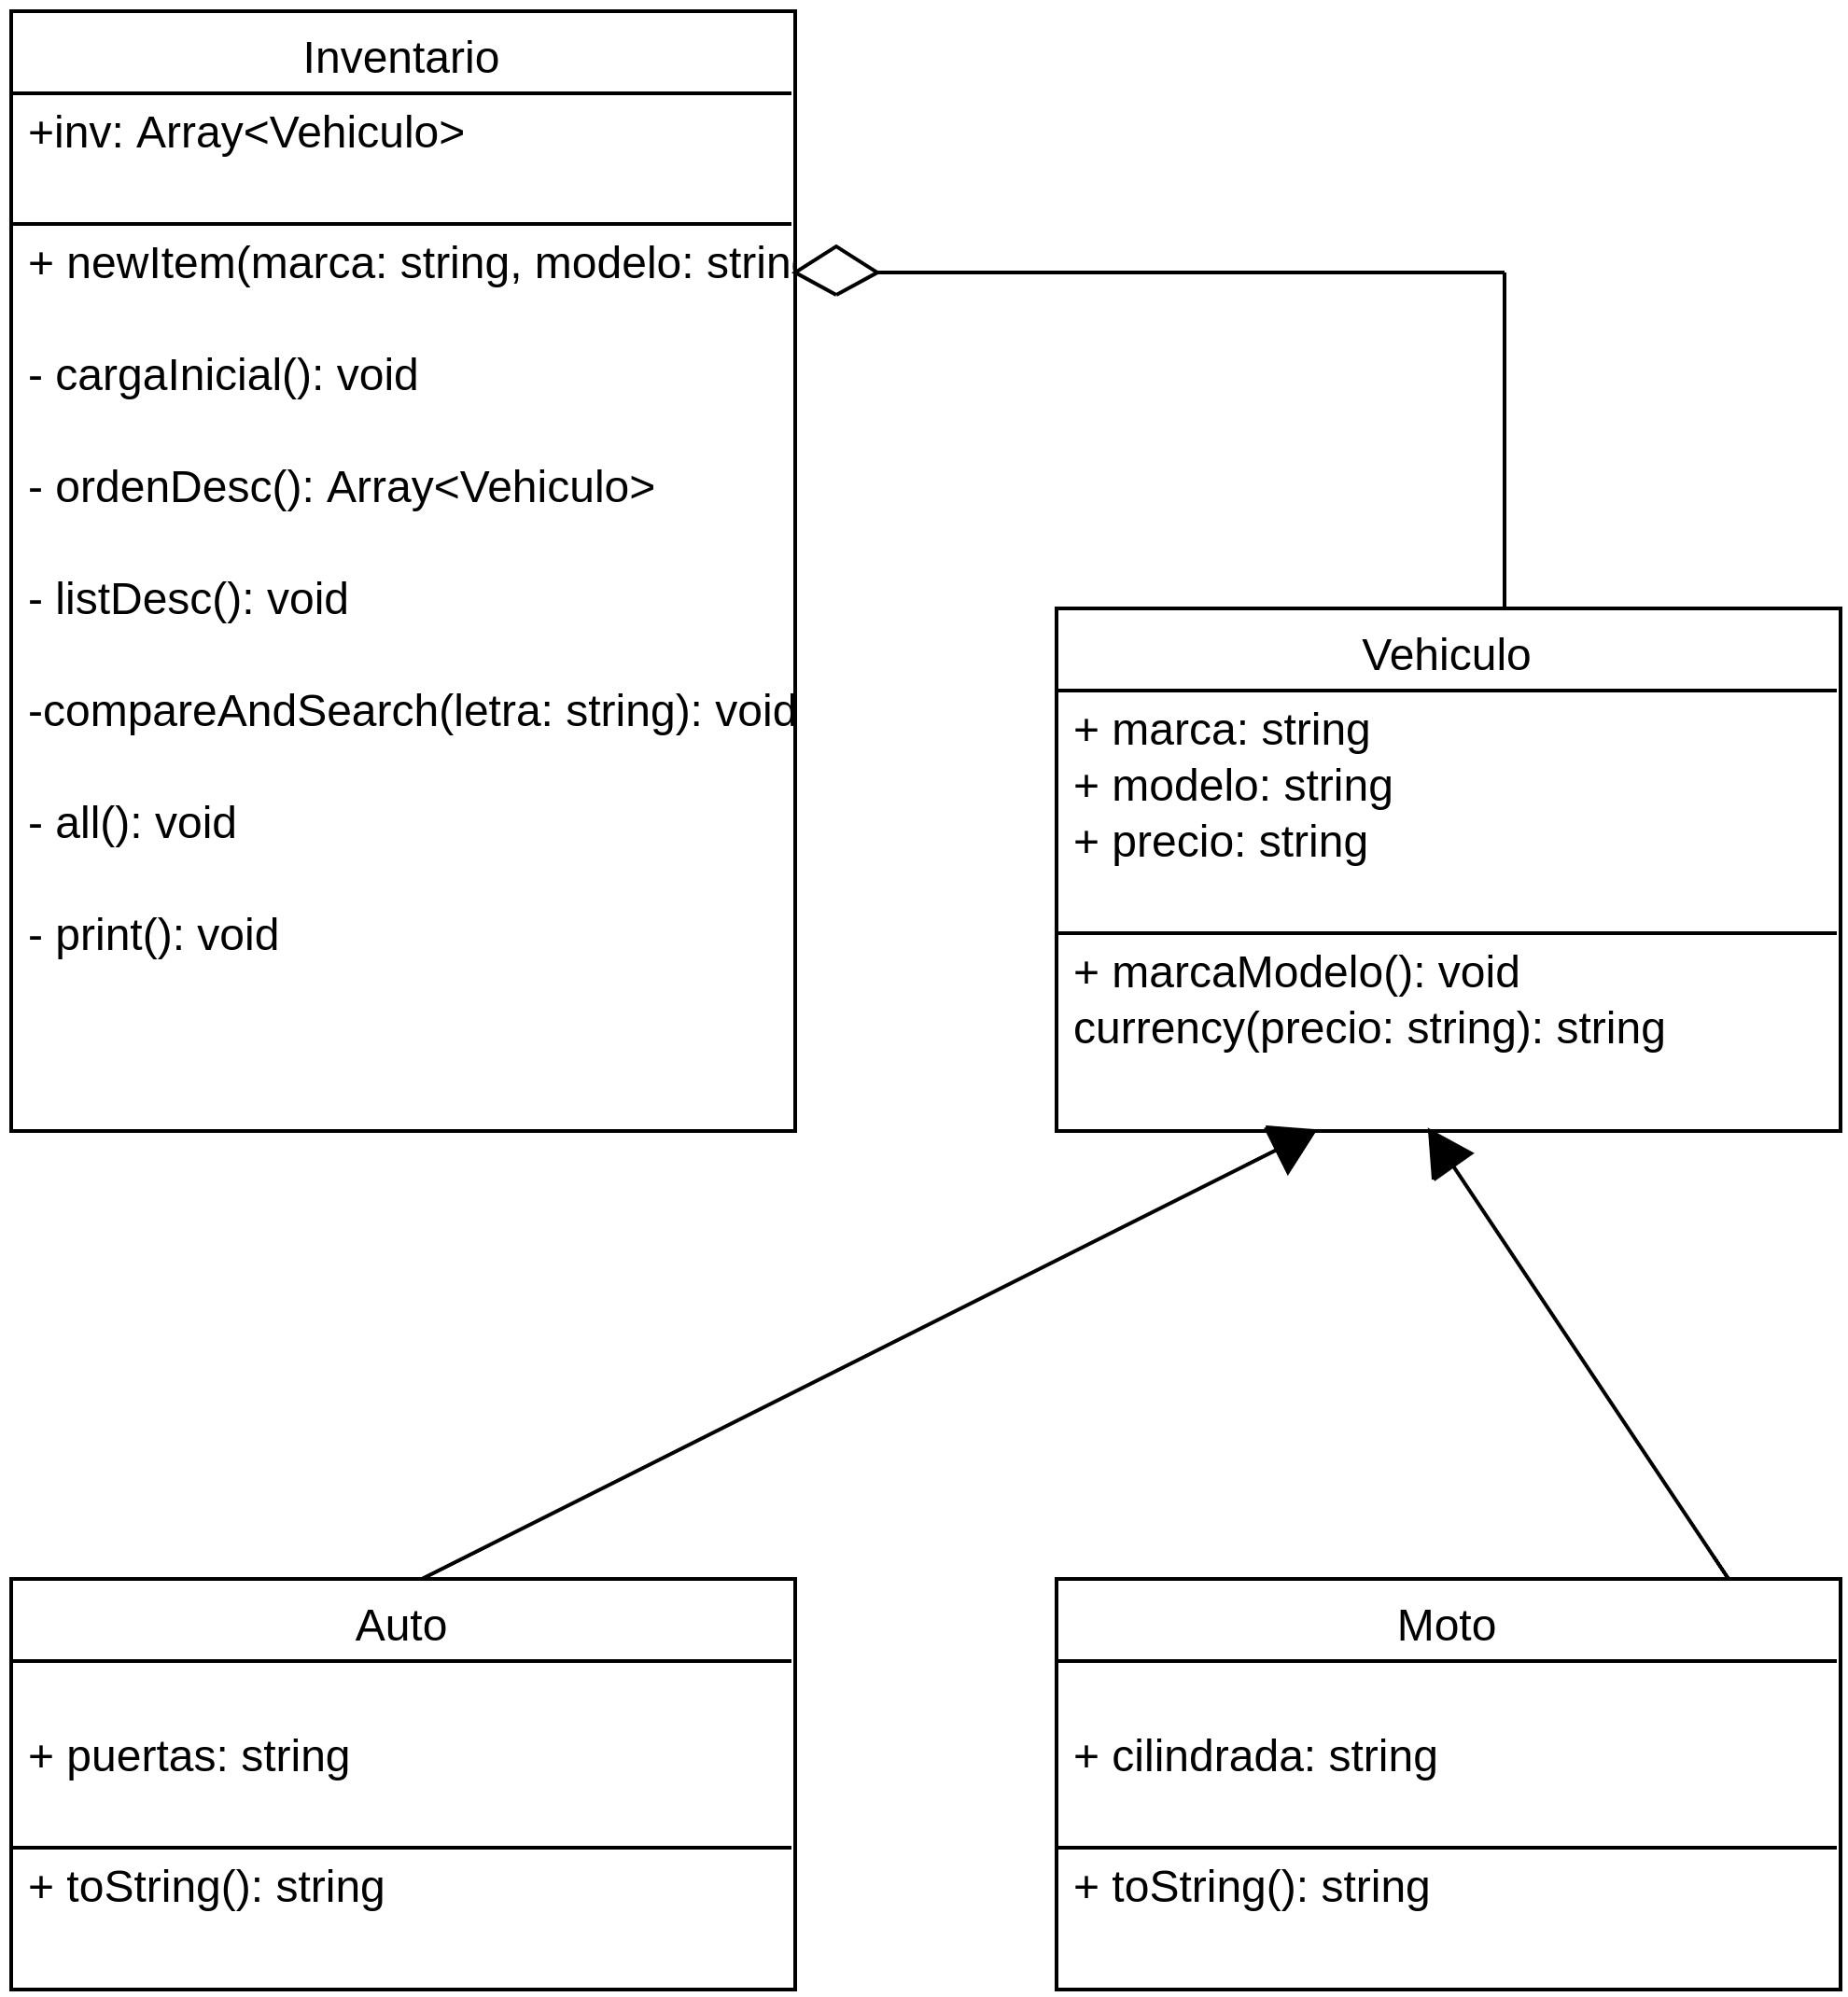 Inventario
+inv: Array<Vehiculo>
+ newItem(marca: string, modelo: strin
- cargaInicial(): void
- ordenDesc(): Array<Vehiculo>
- listDesc(): void
-compareAndSearch(letra: string): void
- all(): void
- print(): void
Vehiculo
+ marca: string
+ modelo: string
+ precio: string
+ marcaModelo(): void
currency(precio: string): string
Auto
+ puertas: string
+ toString(): string
Moto
+ cilindrada: string
+ toString(): string